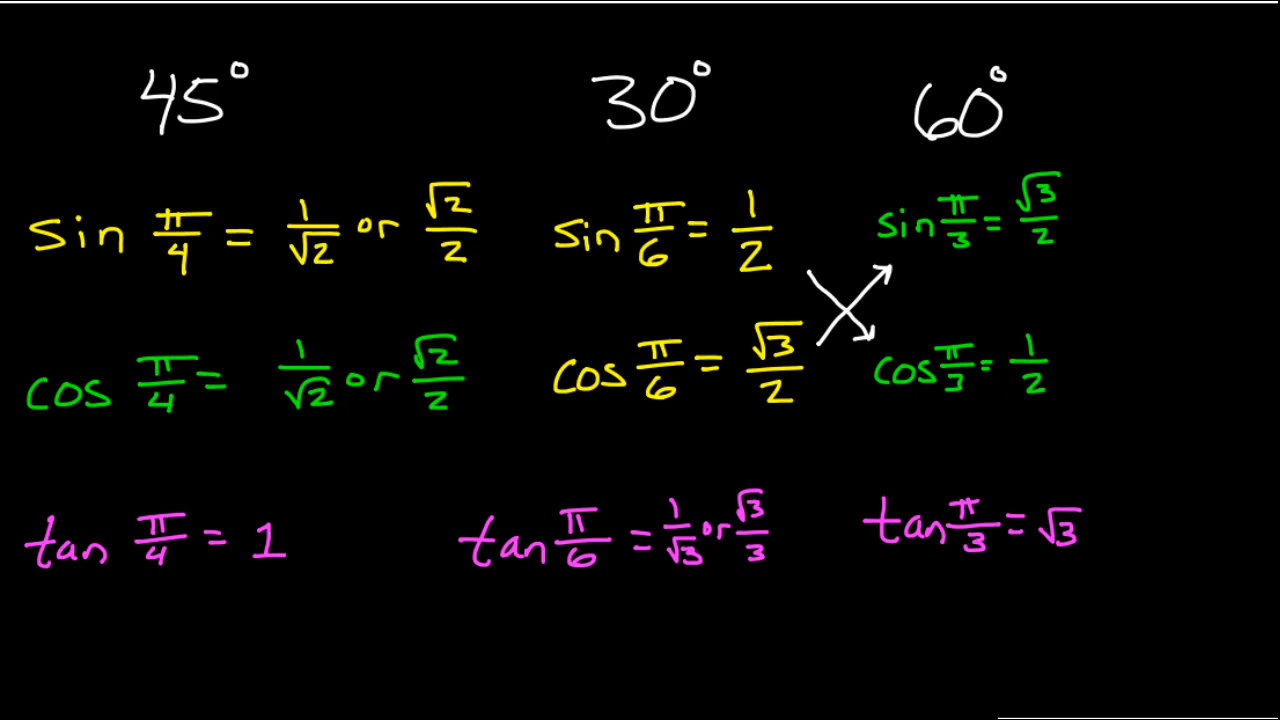 45° 30° 60°
sin π/4 = 1/√2 or √2/2 sin π/6 = 1/2 sin π/3 = √3/2
cos π/4 = 1/√2 or √2/2 cos π/6 = √3/2 cos π/3 = 1/2
tan π/4 = 1 tan π/6 = 1/√3 or √3/3 tan π/3 = √3